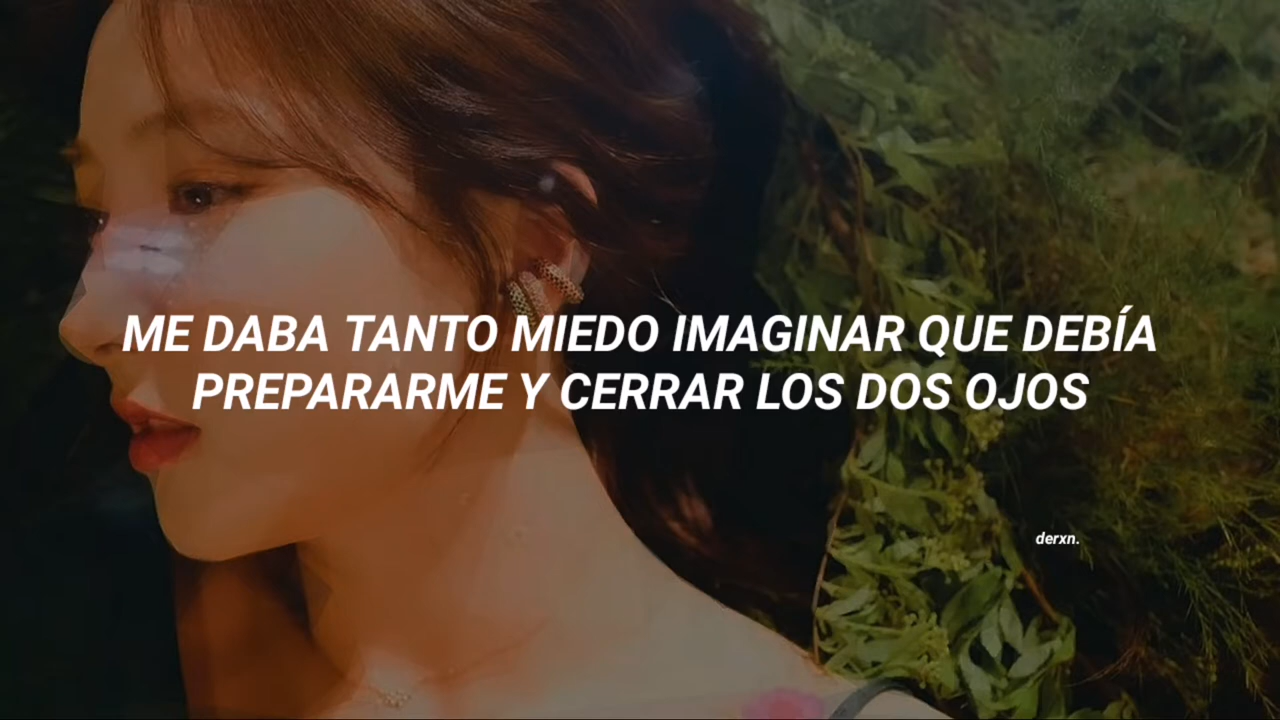 ME DABA TANTO MIEDO IMAGINAR QUE DEBÍA
PREPARARME Y CERRAR LOS DOS OJOS
derxn.